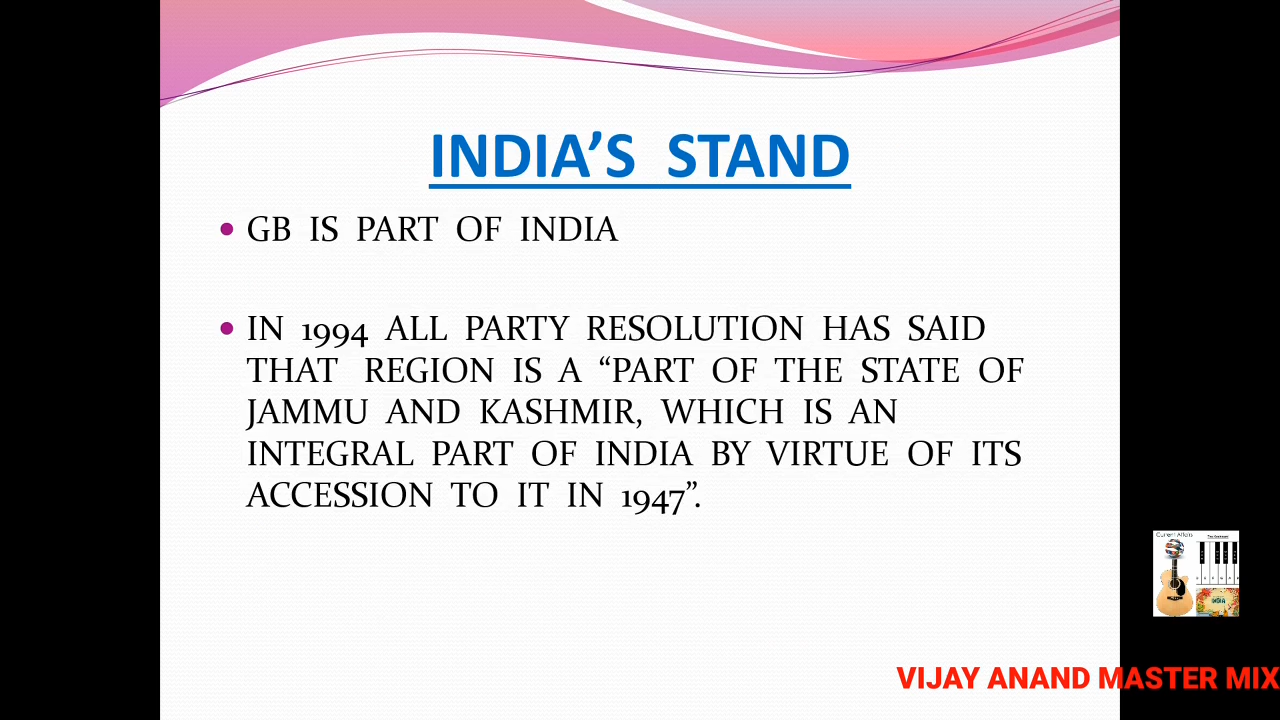 INDIA’S STAND
• GB IS PART OF INDIA
• IN 1994 ALL PARTY RESOLUTION HAS SAID
THAT REGION IS A “PART OF THE STATE OF
JAMMU AND KASHMIR, WHICH IS AN
INTEGRAL PART OF INDIA BY VIRTUE OF ITS
ACCESSION TO IT IN 1947”.
Current Affairs
VIJAY ANAND MASTER MIX